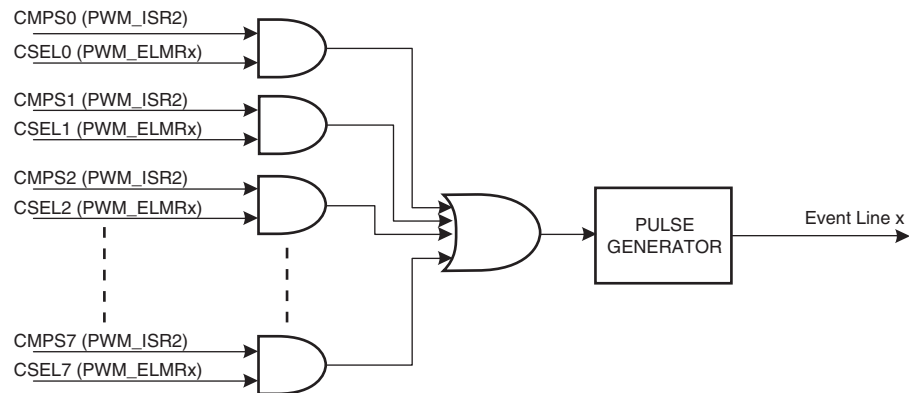 CMPS0 (PWM_ISR2)
CSEL0 (PWM_ELMRx)
CMPS1 (PWM_ISR2)
CSEL1 (PWM_ELMRx)
CMPS2 (PWM_ISR2)
CSEL2 (PWM_ELMRx)
CMPS7 (PWM_ISR2)
CSEL7 (PWM_ELMRx)
PULSE
GENERATOR
Event Line x